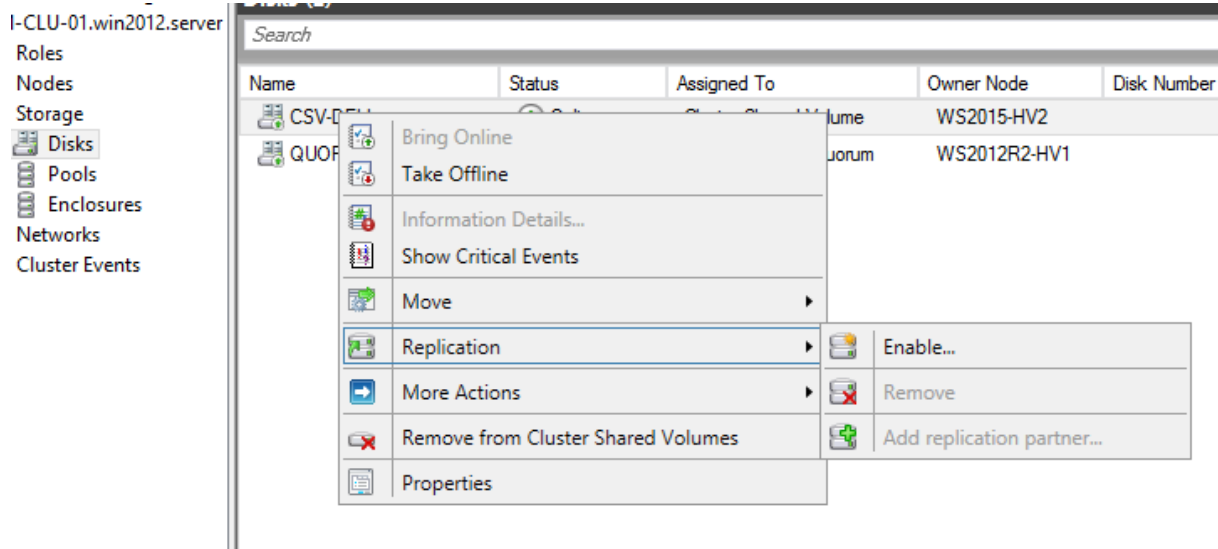 I-CLU-01.win2012.server
Roles
Nodes
Storage
Disks
Pools
Enclosures
Networks
Cluster Events
Search
Name Status Assigned To Owner Node Disk Number
WS2015-HV2
WS2012R2-HV1
Bring Online
Take Offline
Information Details...
Show Critical Events
Move
Replication
More Actions
Remove from Cluster Shared Volumes
Properties
Enable...
Remove
Add replication partner...